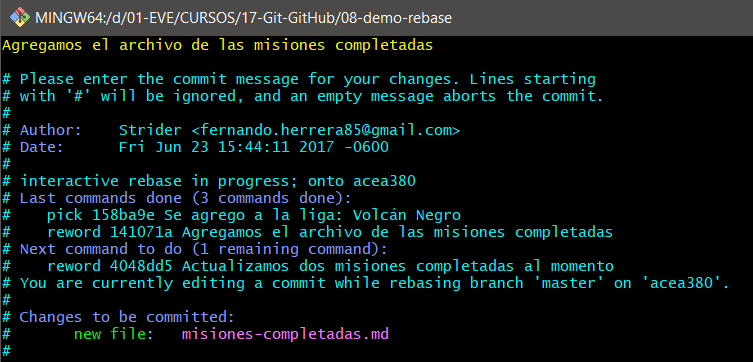 MINGW64:/d/01-EVE/CURSOS/17-Git-GitHub/08-demo-rebase
Agregamos el archivo de las misiones completadas
# Please enter the commit message for your changes. Lines starting
# with '#' will be ignored, and an empty message aborts the commit.
#
# Author:    Strider <fernando.herrera85@gmail.com>
# Date:      Fri Jun 23 15:44:11 2017 -0600
#
# interactive rebase in progress; onto acea380
# Last commands done (3 commands done):
#    pick 158ba9e Se agrego a la liga: Volcán Negro
#    reword 141071a Agregamos el archivo de las misiones completadas
# Next command to do (1 remaining command):
#    reword 4048dd5 Actualizamos dos misiones completadas al momento
# You are currently editing a commit while rebasing branch 'master' on 'acea380'.
#
# Changes to be committed:
#       new file:   misiones-completadas.md
#